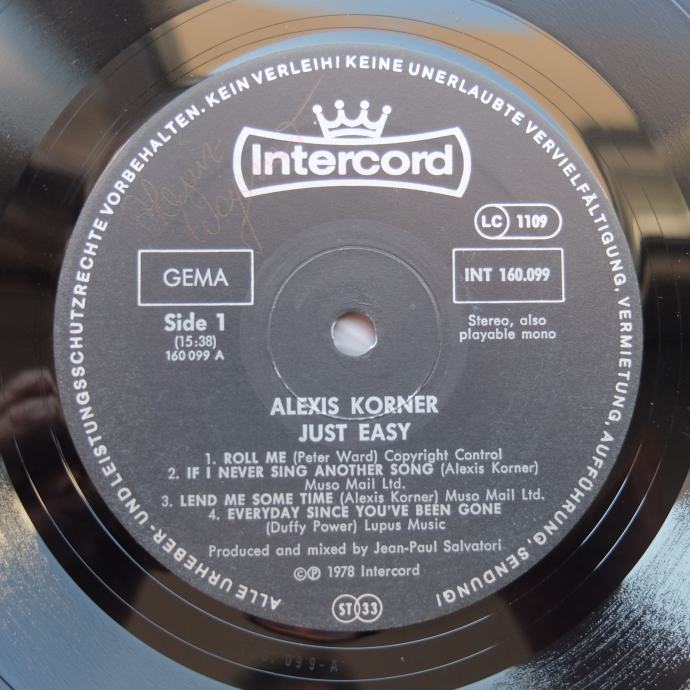 ALLE URHEBER- UND LEISTUNGSSCHUTZRECHTE VORBEHALTEN. KEIN VERLEIH! KEINE UNERLAUBTE VERVIELFÄLTIGUNG, VERMIETUNG, AUFFÜHRUNG, SENDUNG!
Intercord
LC 1109
GEMA
INT 160.099
Side 1
(15:38)
160 099 A
Stereo, also
playable mono
ALEXIS KORNER
JUST EASY
1. ROLL ME (Peter Ward) Copyright Control
2. IF I NEVER SING ANOTHER SONG (Alexis Korner)
Muso Mail Ltd.
3. LEND ME SOME TIME (Alexis Korner) Muso Mail Ltd.
4. EVERYDAY SINCE YOU'VE BEEN GONE
(Duffy Power) Lupus Music
Produced and mixed by Jean-Paul Salvatori
©℗ 1978 Intercord
ST 33
099-A